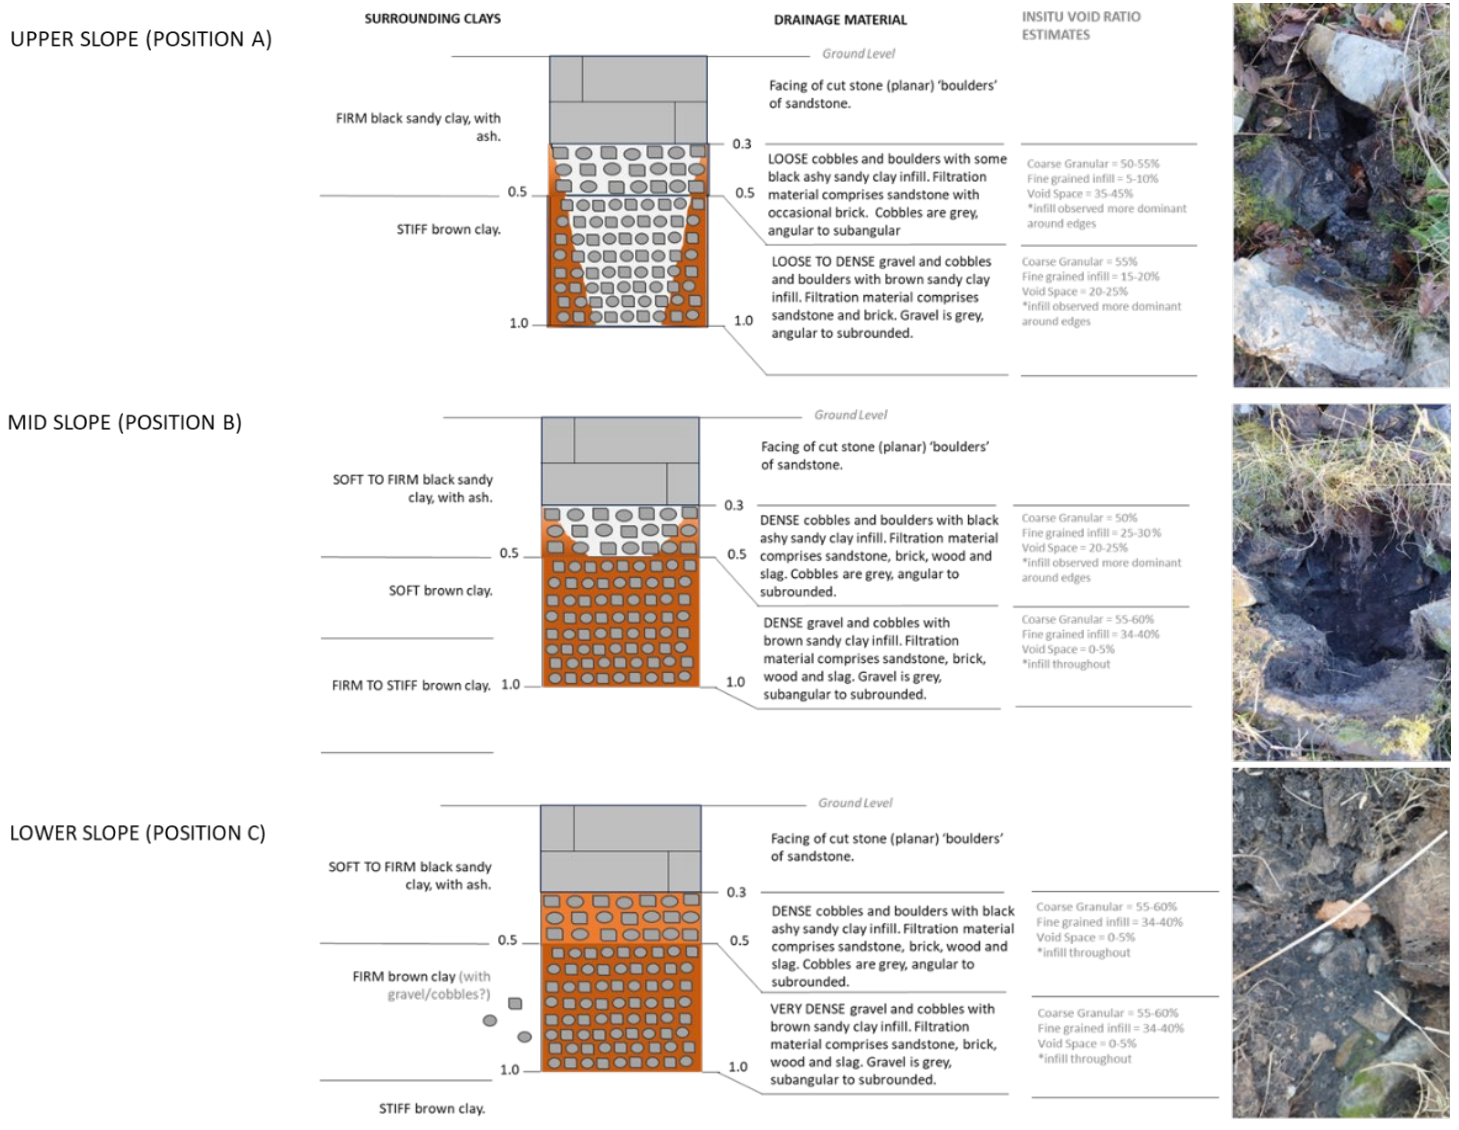 SURROUNDING CLAYS
DRAINAGE MATERIAL
INSITU VOID RATIO
ESTIMATES
UPPER SLOPE (POSITION A)
Ground Level
Facing of cut stone (planar) ‘boulders’
of sandstone.
FIRM black sandy clay, with
ash.
0.3
LOOSE cobbles and boulders with some
black ashy sandy clay infill. Filtration
material comprises sandstone with
occasional brick. Cobbles are grey,
angular to subangular
Coarse Granular = 50-55%
Fine grained infill = 5-10%
Void Space = 35-45%
*infill observed more dominant
around edges
0.5
0.5
STIFF brown clay.
LOOSE TO DENSE gravel and cobbles
and boulders with brown sandy clay
infill. Filtration material comprises
sandstone and brick. Gravel is grey,
angular to subrounded.
Coarse Granular = 55%
Fine grained infill = 15-20%
Void Space = 20-25%
*infill observed more dominant
around edges
1.0
1.0
MID SLOPE (POSITION B)
Ground Level
Facing of cut stone (planar) ‘boulders’
of sandstone.
SOFT TO FIRM black sandy
clay, with ash.
0.3
DENSE cobbles and boulders with black
ashy sandy clay infill. Filtration material
comprises sandstone, brick, wood and
slag. Cobbles are grey, angular to
subrounded.
Coarse Granular = 50%
Fine grained infill = 25-30%
Void Space = 20-25%
*infill observed more dominant
around edges
0.5
0.5
SOFT brown clay.
DENSE gravel and cobbles with
brown sandy clay infill. Filtration
material comprises sandstone, brick,
wood and slag. Gravel is grey,
subangular to subrounded.
Coarse Granular = 55-60%
Fine grained infill = 34-40%
Void Space = 0-5%
*infill throughout
FIRM TO STIFF brown clay.
1.0
1.0
LOWER SLOPE (POSITION C)
Ground Level
Facing of cut stone (planar) ‘boulders’
of sandstone.
SOFT TO FIRM black sandy
clay, with ash.
0.3
DENSE cobbles and boulders with black
ashy sandy clay infill. Filtration material
comprises sandstone, brick, wood and
slag. Cobbles are grey, angular to
subrounded.
Coarse Granular = 55-60%
Fine grained infill = 34-40%
Void Space = 0-5%
*infill throughout
0.5
0.5
FIRM brown clay (with
gravel/cobbles?)
VERY DENSE gravel and cobbles with
brown sandy clay infill. Filtration
material comprises sandstone, brick,
wood and slag. Gravel is grey,
subangular to subrounded.
Coarse Granular = 55-60%
Fine grained infill = 34-40%
Void Space = 0-5%
*infill throughout
1.0
1.0
STIFF brown clay.